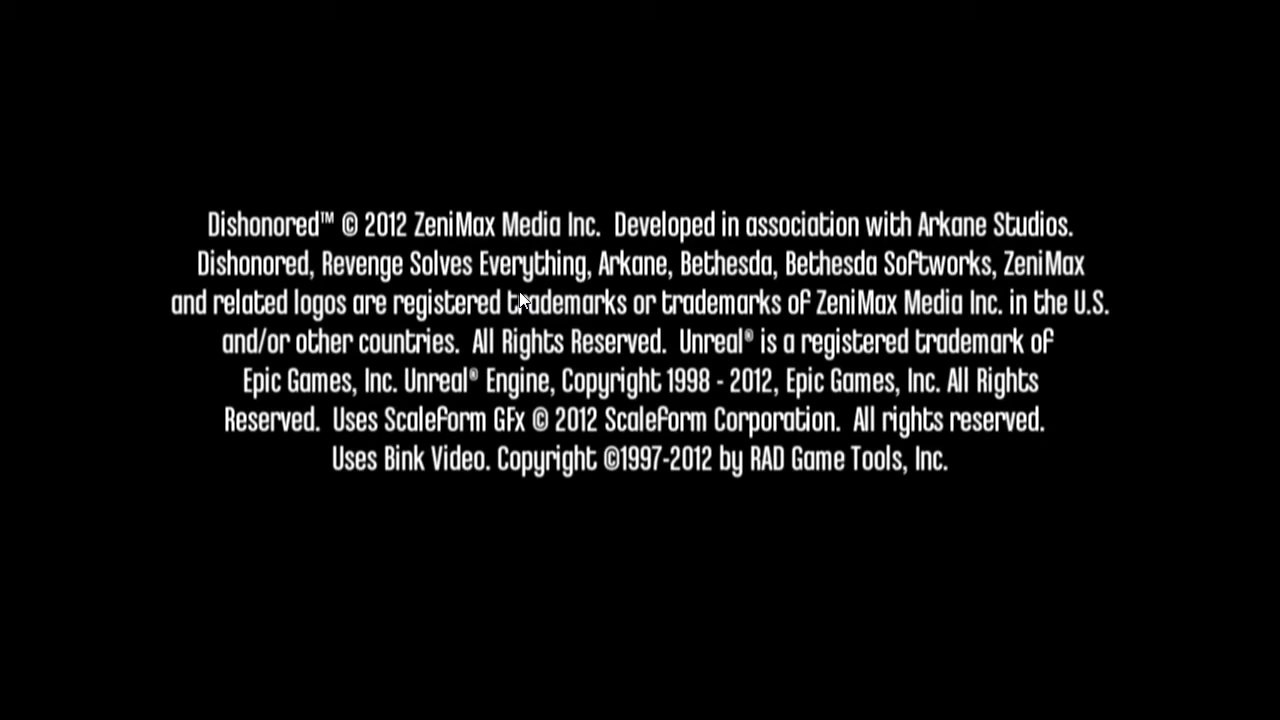 Dishonored™ © 2012 ZeniMax Media Inc.  Developed in association with Arkane Studios.
Dishonored, Revenge Solves Everything, Arkane, Bethesda, Bethesda Softworks, ZeniMax
and related logos are registered trademarks or trademarks of ZeniMax Media Inc. in the U.S.
and/or other countries.  All Rights Reserved.  Unreal® is a registered trademark of
Epic Games, Inc. Unreal® Engine, Copyright 1998 - 2012, Epic Games, Inc. All Rights
Reserved.  Uses Scaleform GFx © 2012 Scaleform Corporation.  All rights reserved.
Uses Bink Video. Copyright ©1997-2012 by RAD Game Tools, Inc.